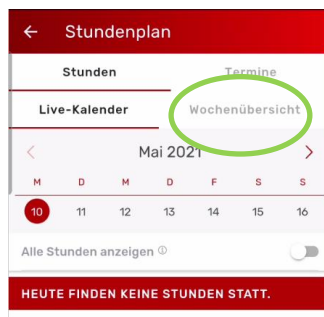 ← Stundenplan
Stunden Termine
Live-Kalender Wochenübersicht
< Mai 2021 >
M D M D F S S
10 11 12 13 14 15 16
Alle Stunden anzeigen ⓘ
HEUTE FINDEN KEINE STUNDEN STATT.